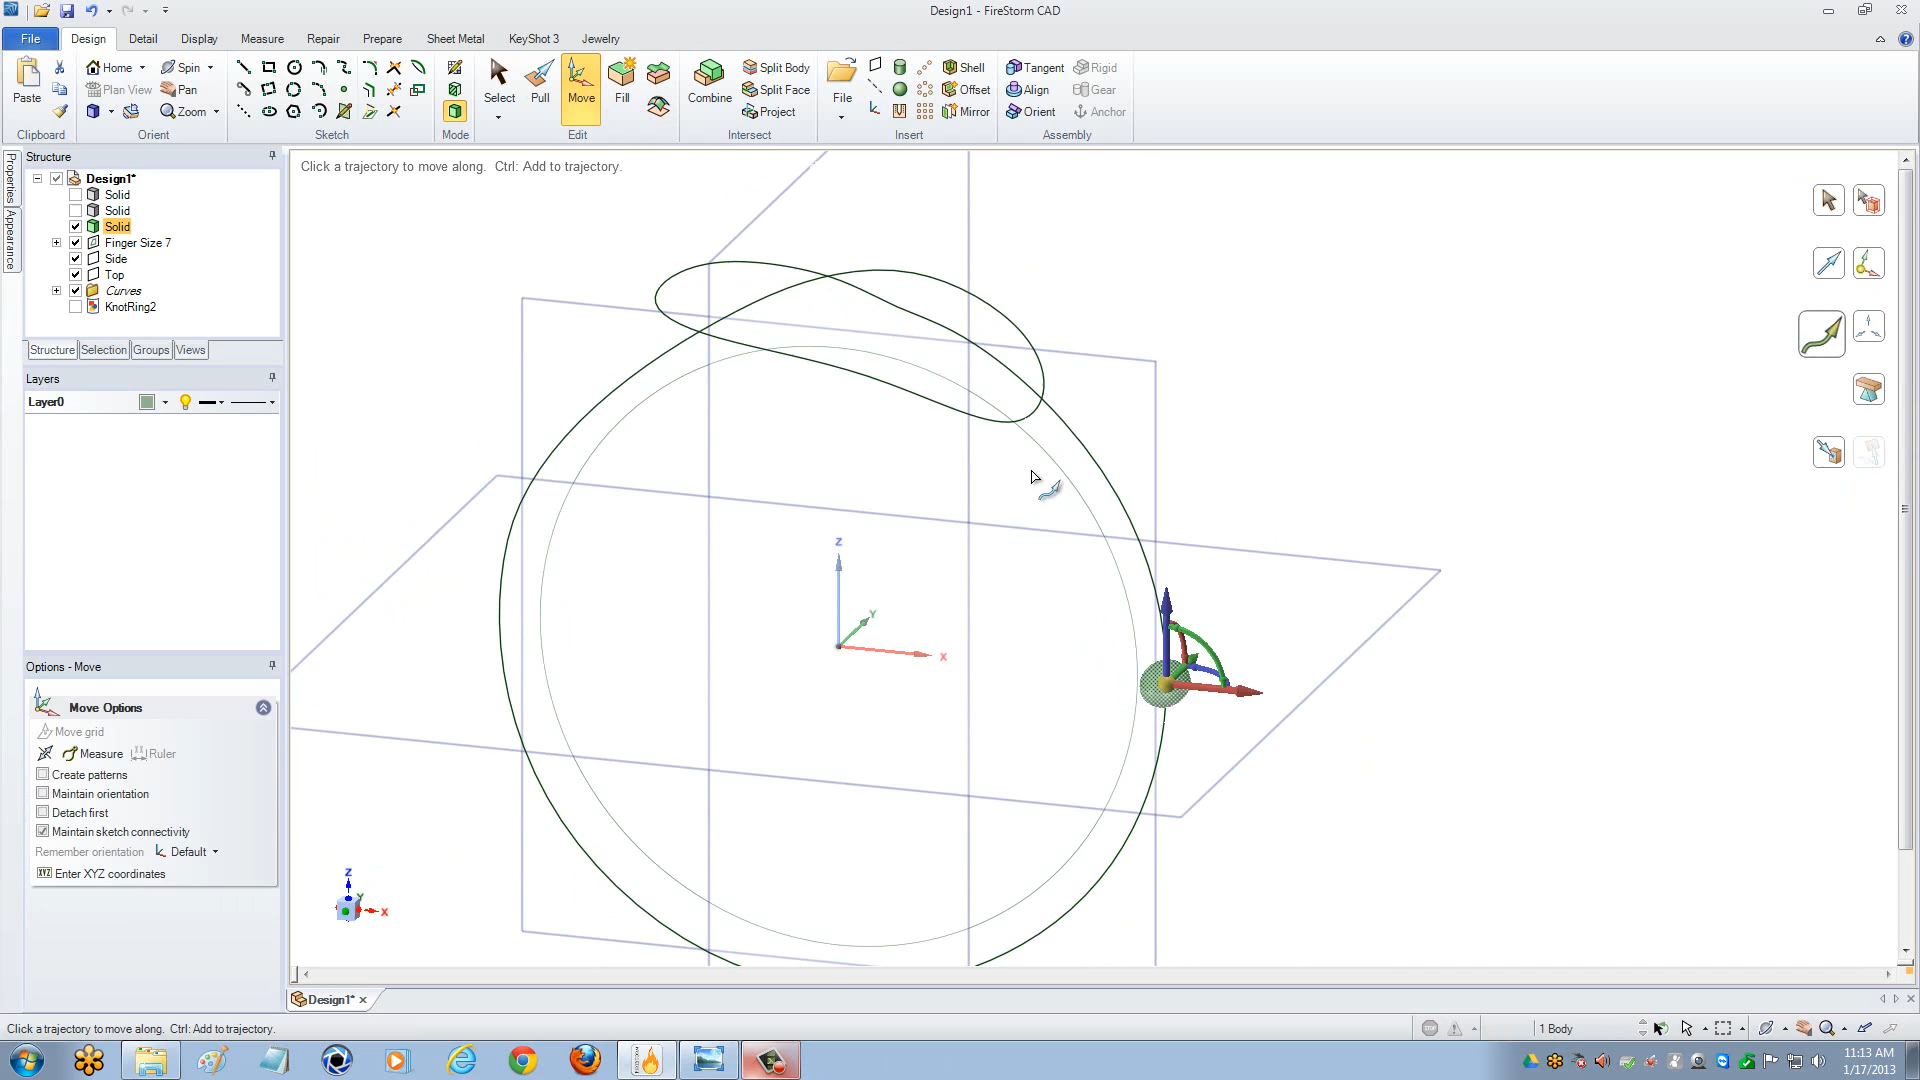 Design1 - FireStorm CAD
File Design Detail Display Measure Repair Prepare Sheet Metal KeyShot 3 Jewelry
Paste
Clipboard
Home Spin
Plan View Pan
Zoom
Orient
Sketch
Mode
Select Pull Move Fill
Edit
Combine Split Body
Split Face
Project
Intersect
File Shell
Offset
Mirror
Insert
Tangent Rigid
Align Gear
Orient Anchor
Assembly
Properties
Appearance
Structure
Design1*
Solid
Solid
Solid
Finger Size 7
Side
Top
Curves
KnotRing2
Structure Selection Groups Views
Layers
Layer0
Options - Move
Move Options
Move grid
Measure Ruler
Create patterns
Maintain orientation
Detach first
Maintain sketch connectivity
Remember orientation Default
XYZ Enter XYZ coordinates
Click a trajectory to move along. Ctrl: Add to trajectory.
Z
Y
X
Z
Y
X
Design1*
Click a trajectory to move along. Ctrl: Add to trajectory.
1 Body
11:13 AM
1/17/2013